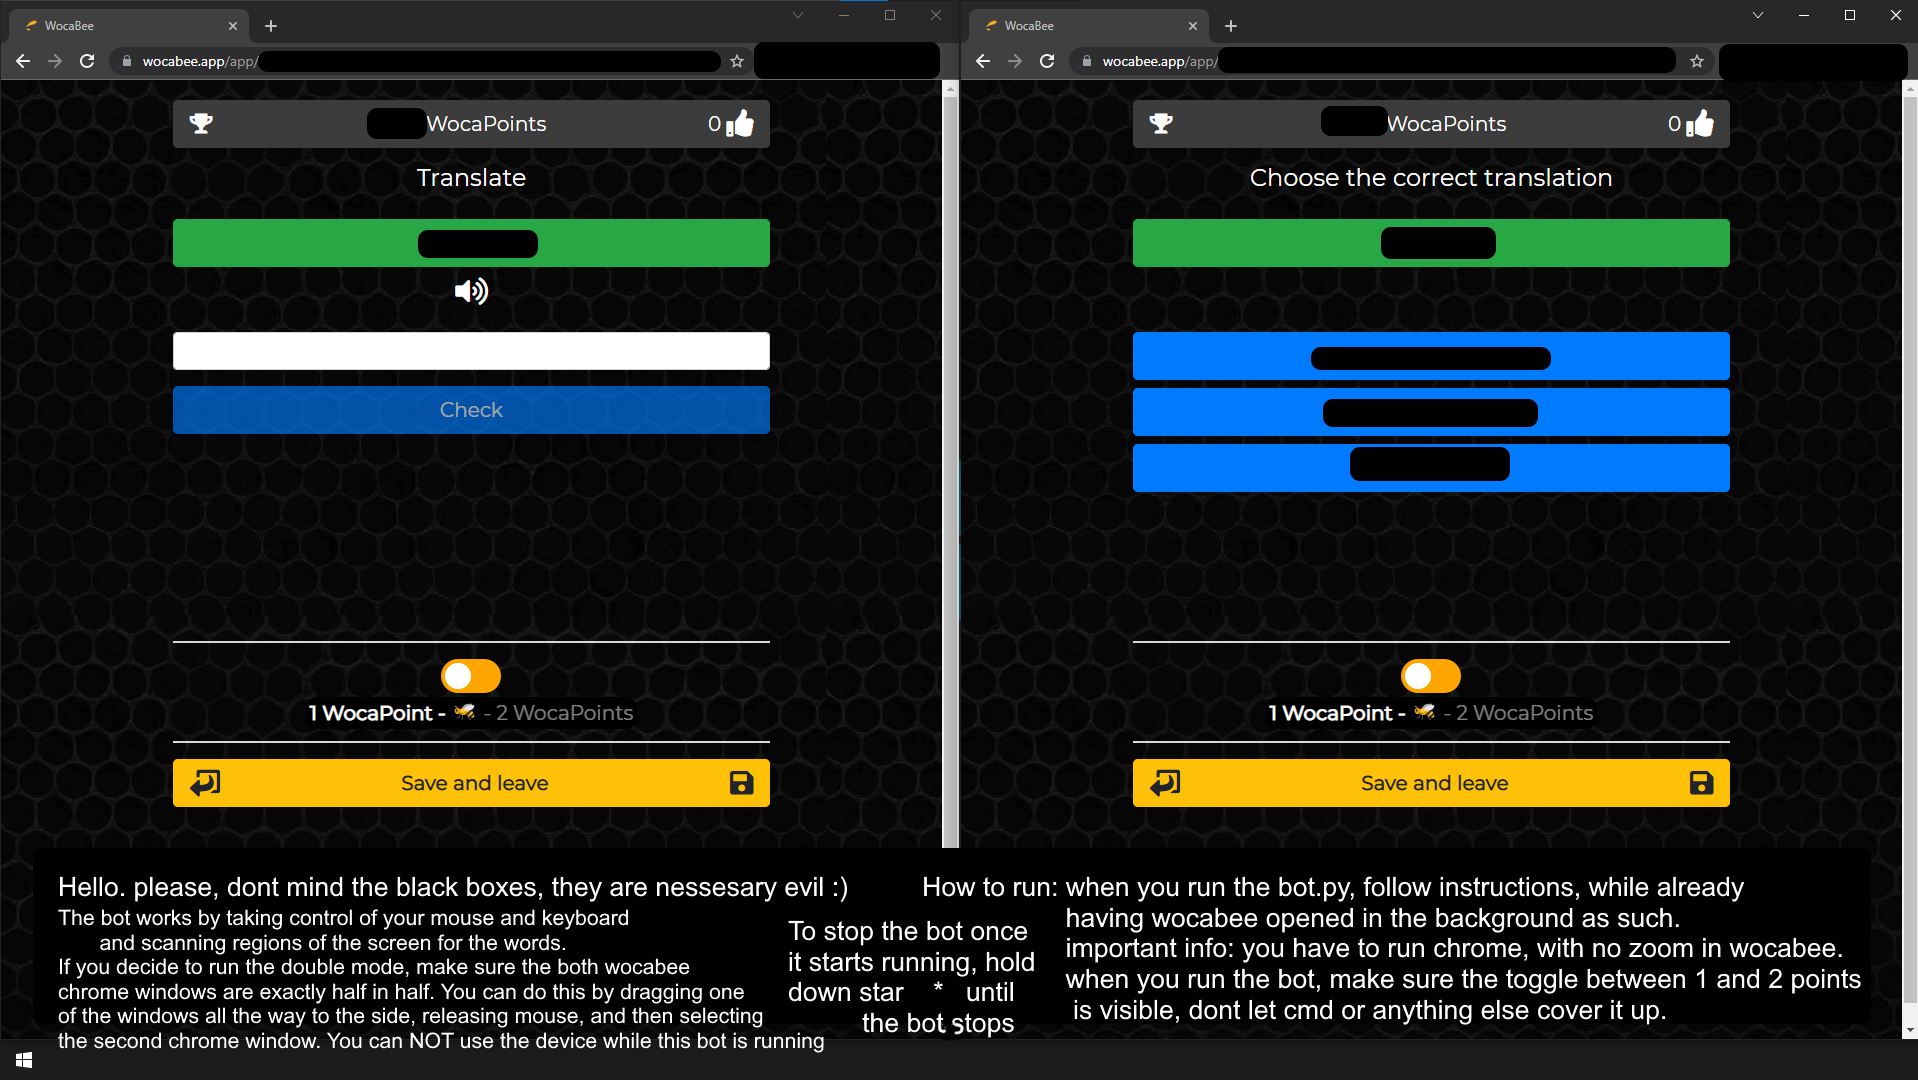 WocaBee
wocabee.app/app/
WocaPoints
0
Translate
Check
1 WocaPoint - - 2 WocaPoints
Save and leave
WocaBee
wocabee.app/app/
WocaPoints
0
Choose the correct translation
1 WocaPoint - - 2 WocaPoints
Save and leave
Hello. please, dont mind the black boxes, they are nessesary evil :)
The bot works by taking control of your mouse and keyboard
and scanning regions of the screen for the words.
If you decide to run the double mode, make sure the both wocabee
chrome windows are exactly half in half. You can do this by dragging one
of the windows all the way to the side, releasing mouse, and then selecting
the second chrome window. You can NOT use the device while this bot is running
To stop the bot once
it starts running, hold
down star * until
the bot stops
How to run: when you run the bot.py, follow instructions, while already
having wocabee opened in the background as such.
important info: you have to run chrome, with no zoom in wocabee.
when you run the bot, make sure the toggle between 1 and 2 points
is visible, dont let cmd or anything else cover it up.